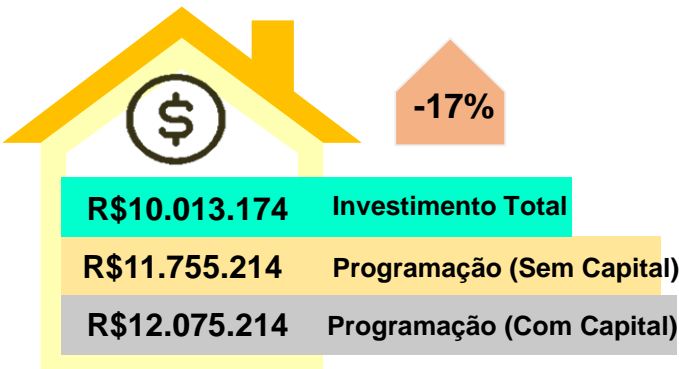 $
-17%
R$10.013.174 Investimento Total
R$11.755.214 Programação (Sem Capital)
R$12.075.214 Programação (Com Capital)